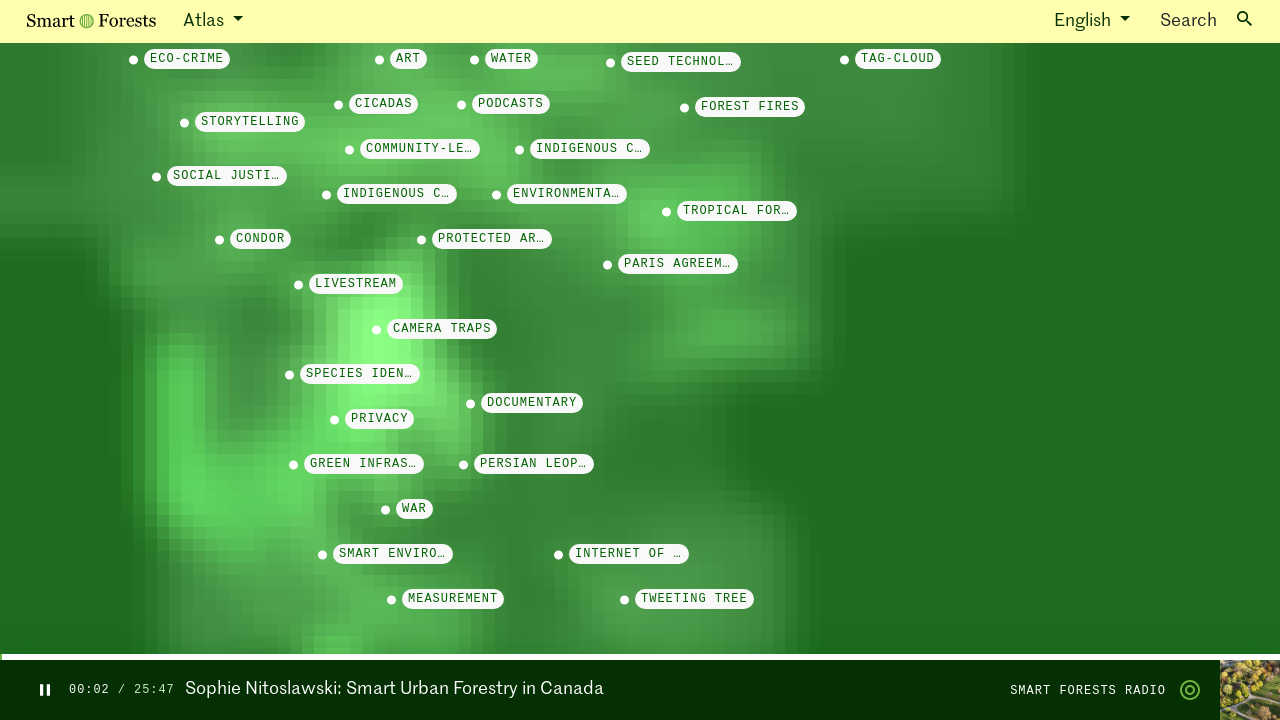 Smart Forests
Atlas
English
Search
ECO-CRIME
ART
WATER
SEED TECHNOL…
TAG-CLOUD
CICADAS
PODCASTS
FOREST FIRES
STORYTELLING
COMMUNITY-LE…
INDIGENOUS C…
SOCIAL JUSTI…
INDIGENOUS C…
ENVIRONMENTA…
TROPICAL FOR…
CONDOR
PROTECTED AR…
PARIS AGREEM…
LIVESTREAM
CAMERA TRAPS
SPECIES IDEN…
DOCUMENTARY
PRIVACY
GREEN INFRAS…
PERSIAN LEOP…
WAR
SMART ENVIRO…
INTERNET OF …
MEASUREMENT
TWEETING TREE
00:02 / 25:47
Sophie Nitoslawski: Smart Urban Forestry in Canada
SMART FORESTS RADIO